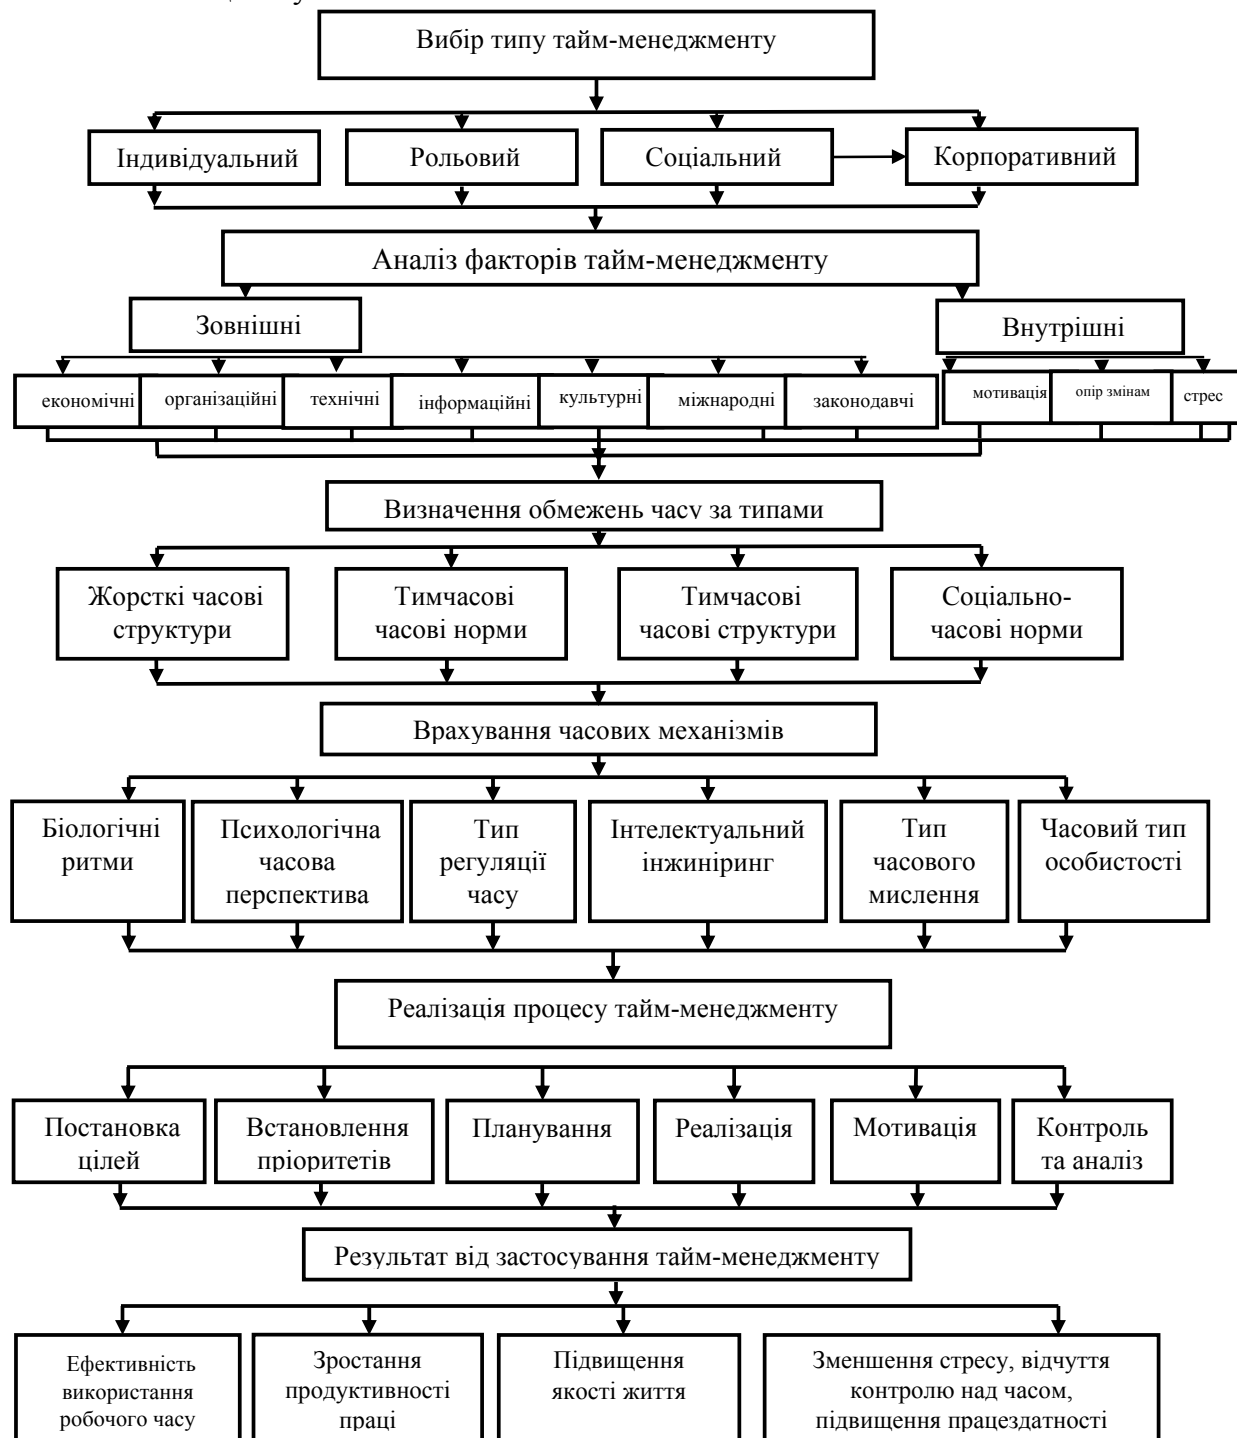 Вибір типу тайм-менеджменту
Індивідуальний
Рольовий
Соціальний
Корпоративний
Аналіз факторів тайм-менеджменту
Зовнішні
Внутрішні
економічні
організаційні
технічні
інформаційні
культурні
міжнародні
законодавчі
мотивація
опір змінам
стрес
Визначення обмежень часу за типами
Жорсткі часові
структури
Тимчасові
часові норми
Тимчасові
часові структури
Соціально-
часові норми
Врахування часових механізмів
Біологічні
ритми
Психологічна
часова
перспектива
Тип
регуляції
часу
Інтелектуальний
інжиніринг
Тип
часового
мислення
Часовий тип
особистості
Реалізація процесу тайм-менеджменту
Постановка
цілей
Встановлення
пріоритетів
Планування
Реалізація
Мотивація
Контроль
та аналіз
Результат від застосування тайм-менеджменту
Ефективність
використання
робочого часу
Зростання
продуктивності
праці
Підвищення
якості життя
Зменшення стресу, відчуття
контролю над часом,
підвищення працездатності